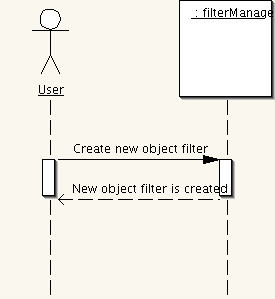 : filterManage
User
Create new object filter
New object filter is created